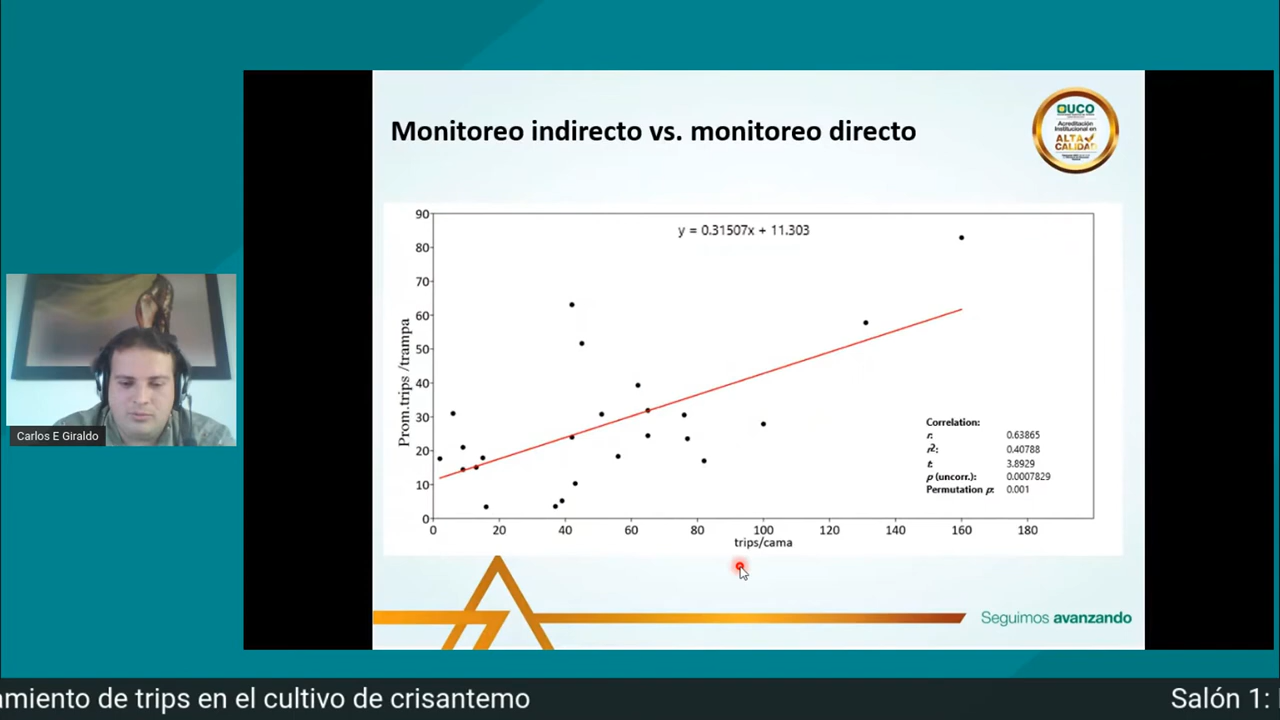 Monitoreo indirecto vs. monitoreo directo
UCO
Acreditación
Institucional en
ALTA
CALIDAD
y = 0.31507x + 11.303
Prom.trips /trampa
90
80
70
60
50
40
30
20
10
0
0 20 40 60 80 100 120 140 160 180
trips/cama
Correlation:
r: 0.63865
r2: 0.40788
t: 3.8929
p (uncorr.): 0.0007829
Permutation p: 0.001
Carlos E Giraldo
Seguimos avanzando
amiento de trips en el cultivo de crisantemo
Salón 1: